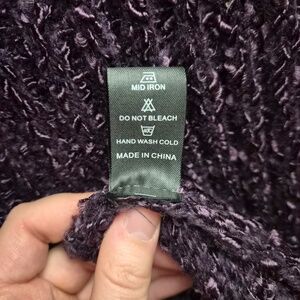 MID IRON
DO NOT BLEACH
HAND WASH COLD
MADE IN CHINA